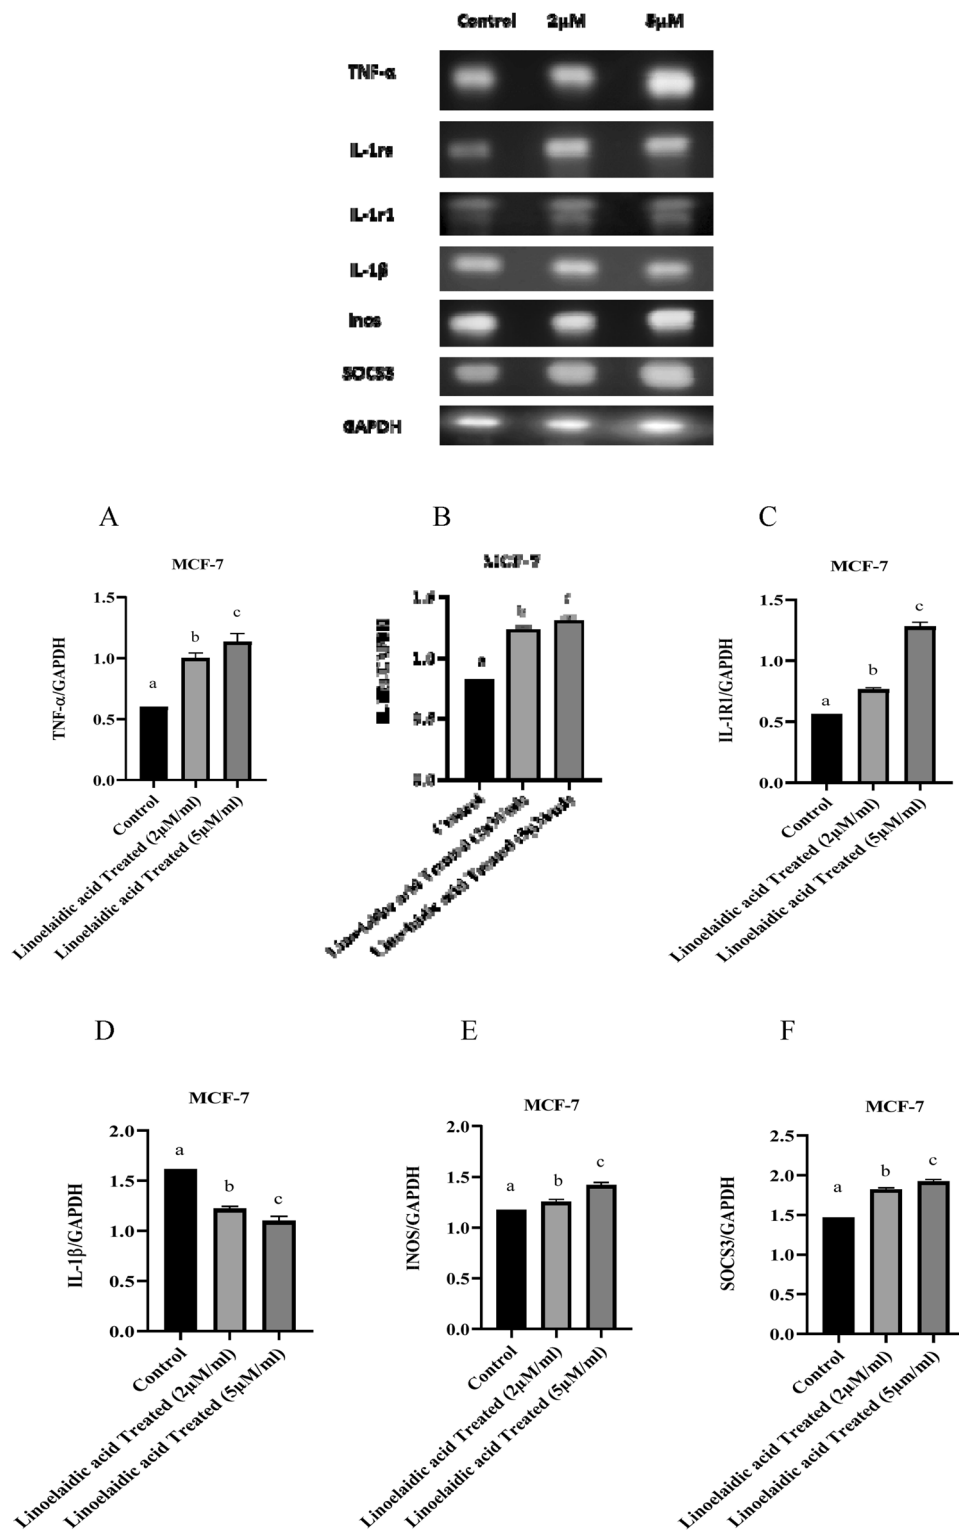 Control 2µM 5µM
TNF-α
IL-1ra
IL-1r1
IL-1β
Inos
SOCS3
GAPDH
A B C
MCF-7
TNF-α/GAPDH
1.5
1.0
0.5
0.0
a b c
Control
Linoelaidic acid Treated (2µM/ml)
Linoelaidic acid Treated (5µM/ml)
MCF-7
a b
Control
MCF-7
IL-1R1/GAPDH
1.5
1.0
0.5
0.0
a b c
Control
Linoelaidic acid Treated (2µM/ml)
Linoelaidic acid Treated (5µM/ml)
D E F
MCF-7
IL-1β/GAPDH
2.0
1.5
1.0
0.5
0.0
a b c
Control
Linoelaidic acid Treated (2µM/ml)
Linoelaidic acid Treated (5µM/ml)
MCF-7
INOS/GAPDH
2.0
1.5
1.0
0.5
0.0
a b c
Control
Linoelaidic acid Treated (2µM/ml)
Linoelaidic acid Treated (5µM/ml)
MCF-7
SOCS3/GAPDH
2.5
2.0
1.5
1.0
0.5
0.0
a b c
Control
Linoelaidic acid Treated (2µM/ml)
Linoelaidic acid Treated (5µm/ml)